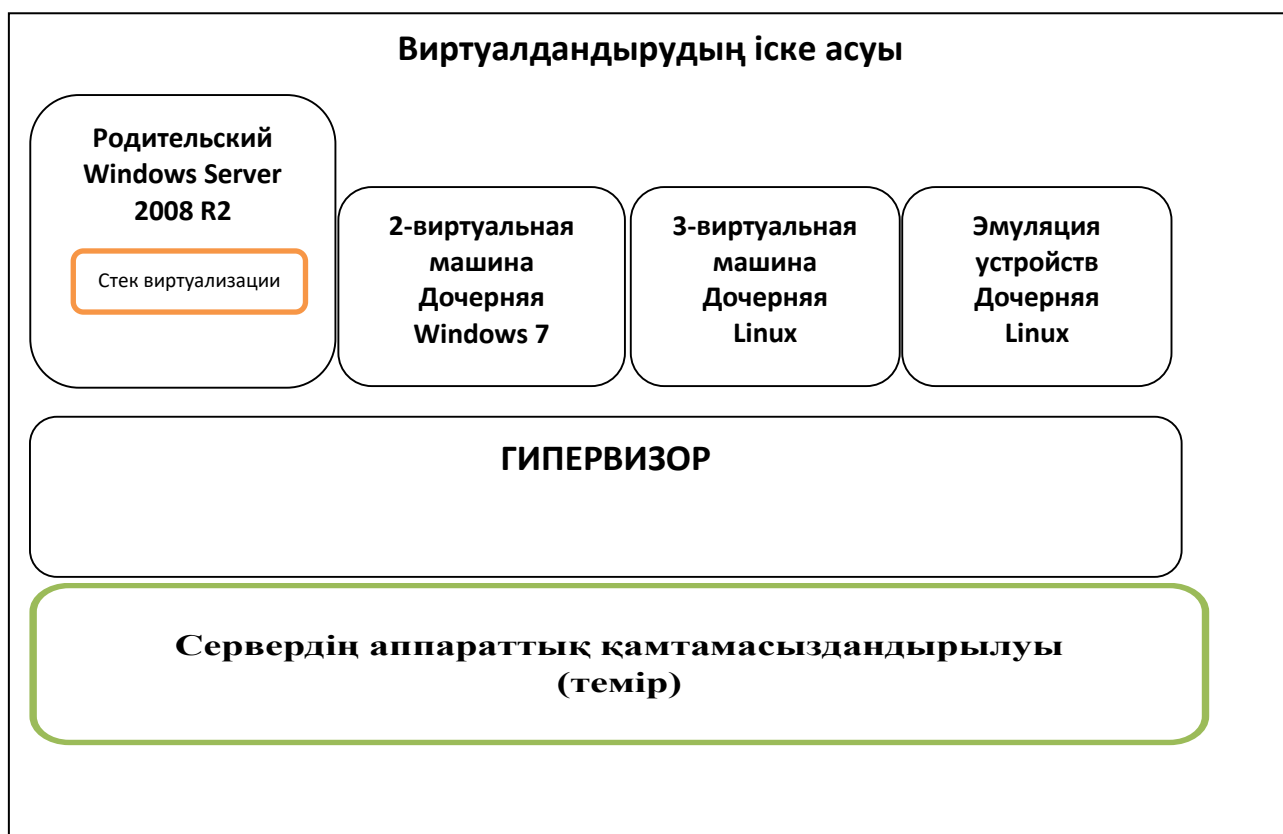 Виртуалдандырудың іске асуы
Родительский
Windows Server
2008 R2
Стек виртуализации
2-виртуальная
машина
Дочерняя
Windows 7
3-виртуальная
машина
Дочерняя
Linux
Эмуляция
устройств
Дочерняя
Linux
ГИПЕРВИЗОР
Сервердің аппараттық қамтамасыздандырылуы
(темір)